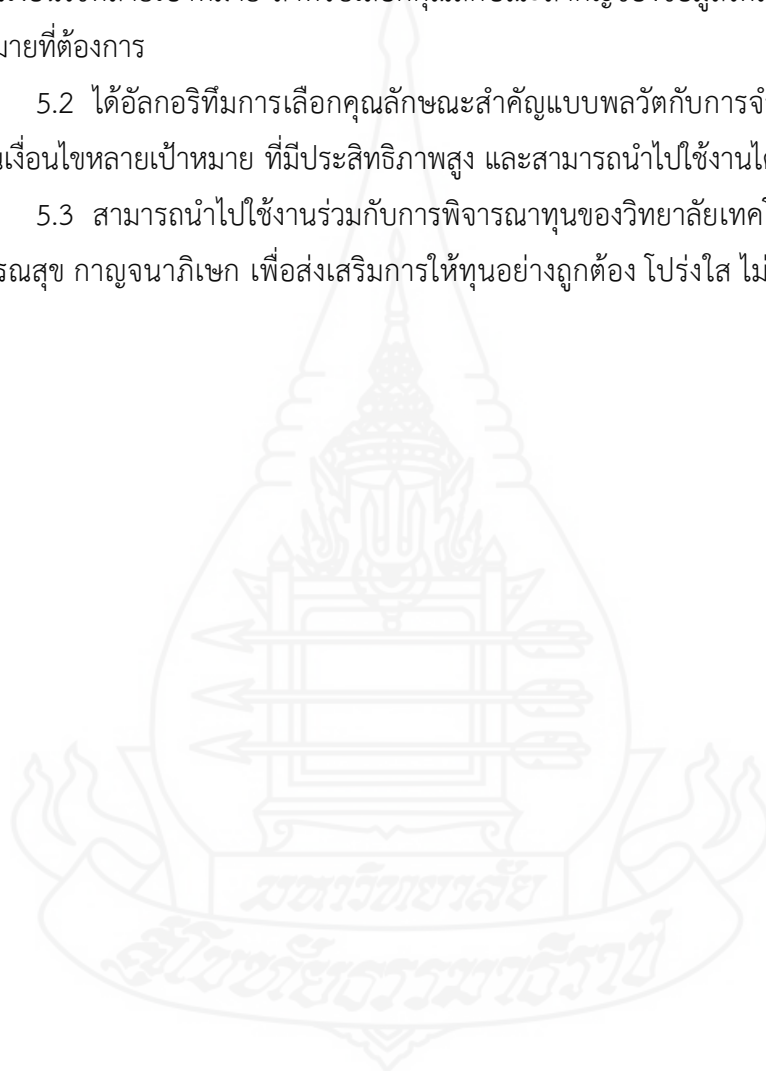 มายที่ต้องการ
5.2 ได้อัลกอริทึมการเลือกคุณลักษณะสำคัญแบบพลวัตกับการจำ
เงื่อนไขหลายเป้าหมาย ที่มีประสิทธิภาพสูง และสามารถนำไปใช้งานได้
5.3 สามารถนำไปใช้งานร่วมกับการพิจารณาทุนของวิทยาลัยเทคโ
รณสุข กาญจนาภิเษก เพื่อส่งเสริมการให้ทุนอย่างถูกต้อง โปร่งใส ไม่
มหาวิทยาลัย
สุโขทัยธรรมาธิราช